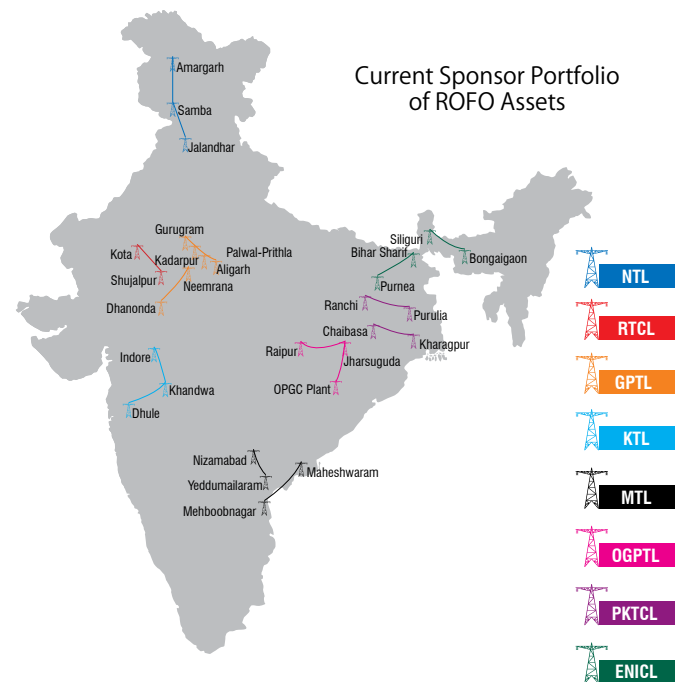 Current Sponsor Portfolio
of ROFO Assets
Amargarh
Samba
Jalandhar
Gurugram
Kota
Kadarpur
Palwal-Prithla
Aligarh
Shujalpur
Neemrana
Dhanonda
Siliguri
Bihar Sharif
Bongaigaon
Purnea
Ranchi
Purulia
Chaibasa
Kharagpur
Raipur
Jharsuguda
OPGC Plant
Indore
Khandwa
Dhule
Nizamabad
Maheshwaram
Yeddumailaram
Mehboobnagar
NTL
RTCL
GPTL
KTL
MTL
OGPTL
PKTCL
ENICL